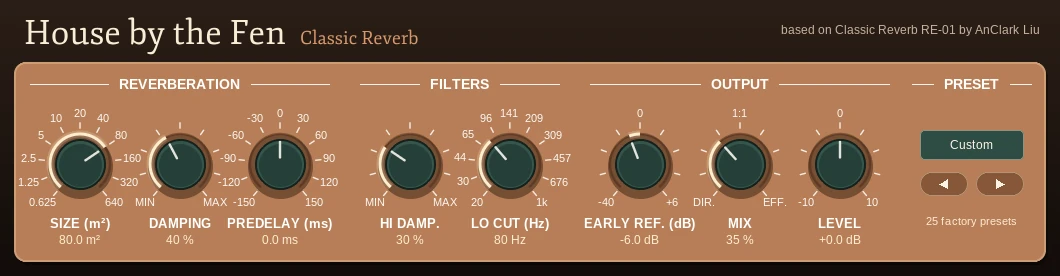 House by the Fen Classic Reverb
based on Classic Reverb RE-01 by AnClark Liu
REVERBERATION
0.625 1.25 2.5 5 10 20 40 80 160 320 640
SIZE (m²)
80.0 m²
MIN MAX
DAMPING
40 %
-150 -120 -90 -60 -30 0 30 60 90 120 150
PREDELAY (ms)
0.0 ms
FILTERS
MIN MAX
HI DAMP.
30 %
20 30 44 65 96 141 209 309 457 676 1k
LO CUT (Hz)
80 Hz
OUTPUT
-40 0 +6
EARLY REF. (dB)
-6.0 dB
DIR. 1:1 EFF.
MIX
35 %
-10 0 10
LEVEL
+0.0 dB
PRESET
Custom
25 factory presets